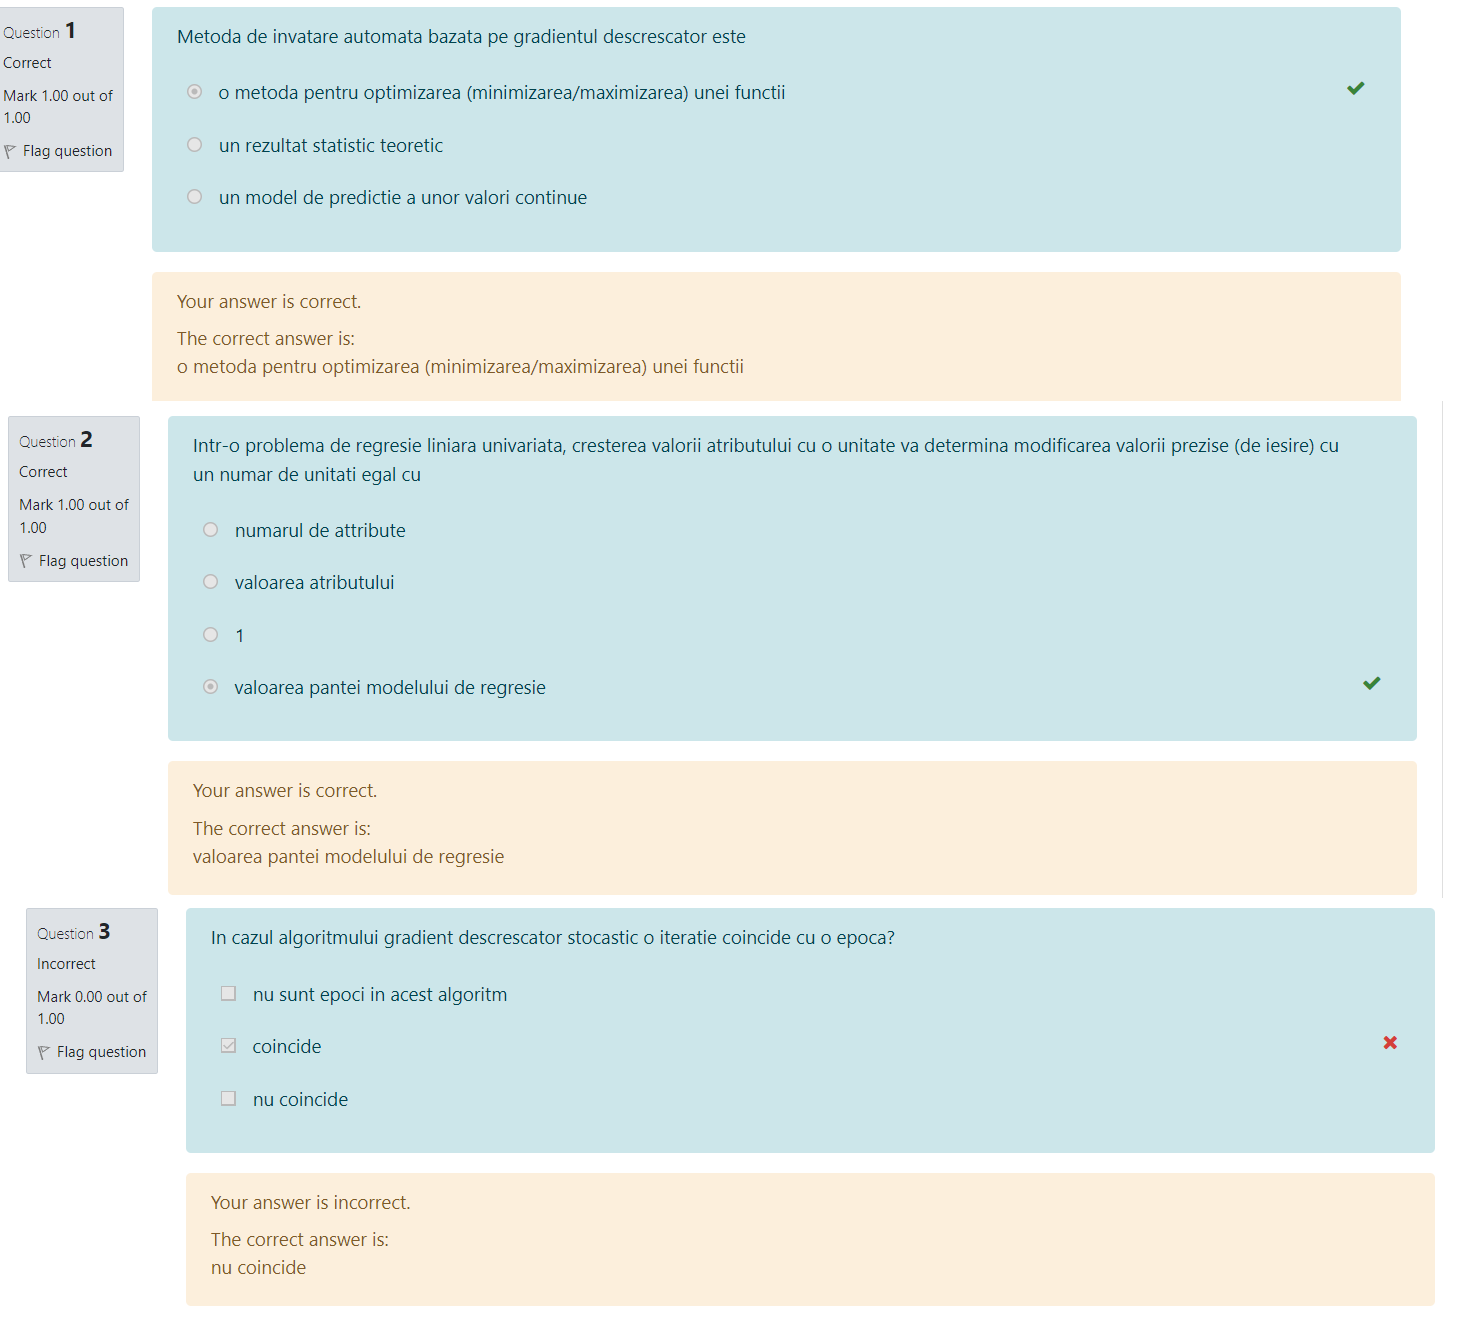 Question 1
Correct
Mark 1.00 out of
1.00
Flag question
Metoda de invatare automata bazata pe gradientul descrescator este
o metoda pentru optimizarea (minimizarea/maximizarea) unei functii
un rezultat statistic teoretic
un model de predictie a unor valori continue
Your answer is correct.
The correct answer is:
o metoda pentru optimizarea (minimizarea/maximizarea) unei functii
Question 2
Correct
Mark 1.00 out of
1.00
Flag question
Intr-o problema de regresie liniara univariata, cresterea valorii atributului cu o unitate va determina modificarea valorii prezise (de iesire) cu
un numar de unitati egal cu
numarul de attribute
valoarea atributului
1
valoarea pantei modelului de regresie
Your answer is correct.
The correct answer is:
valoarea pantei modelului de regresie
Question 3
Incorrect
Mark 0.00 out of
1.00
Flag question
In cazul algoritmului gradient descrescator stocastic o iteratie coincide cu o epoca?
nu sunt epoci in acest algoritm
coincide
nu coincide
Your answer is incorrect.
The correct answer is:
nu coincide